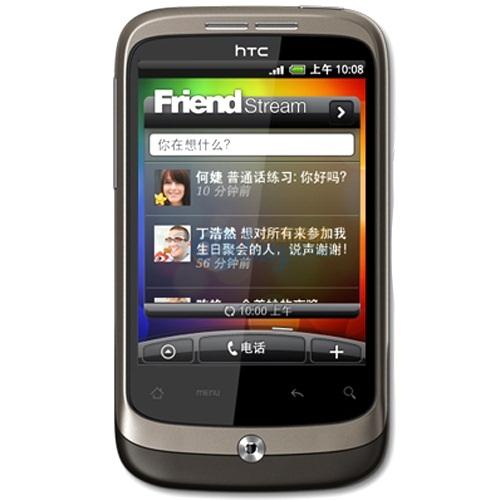 hTC
上午 10:08
Friend Stream
你在想什么?
何婕 普通话练习: 你好吗?
10 分钟前
丁浩然 想对所有来参加我
生日聚会的人，说声谢谢!
56 分钟前
10:00 上午
电话
menu